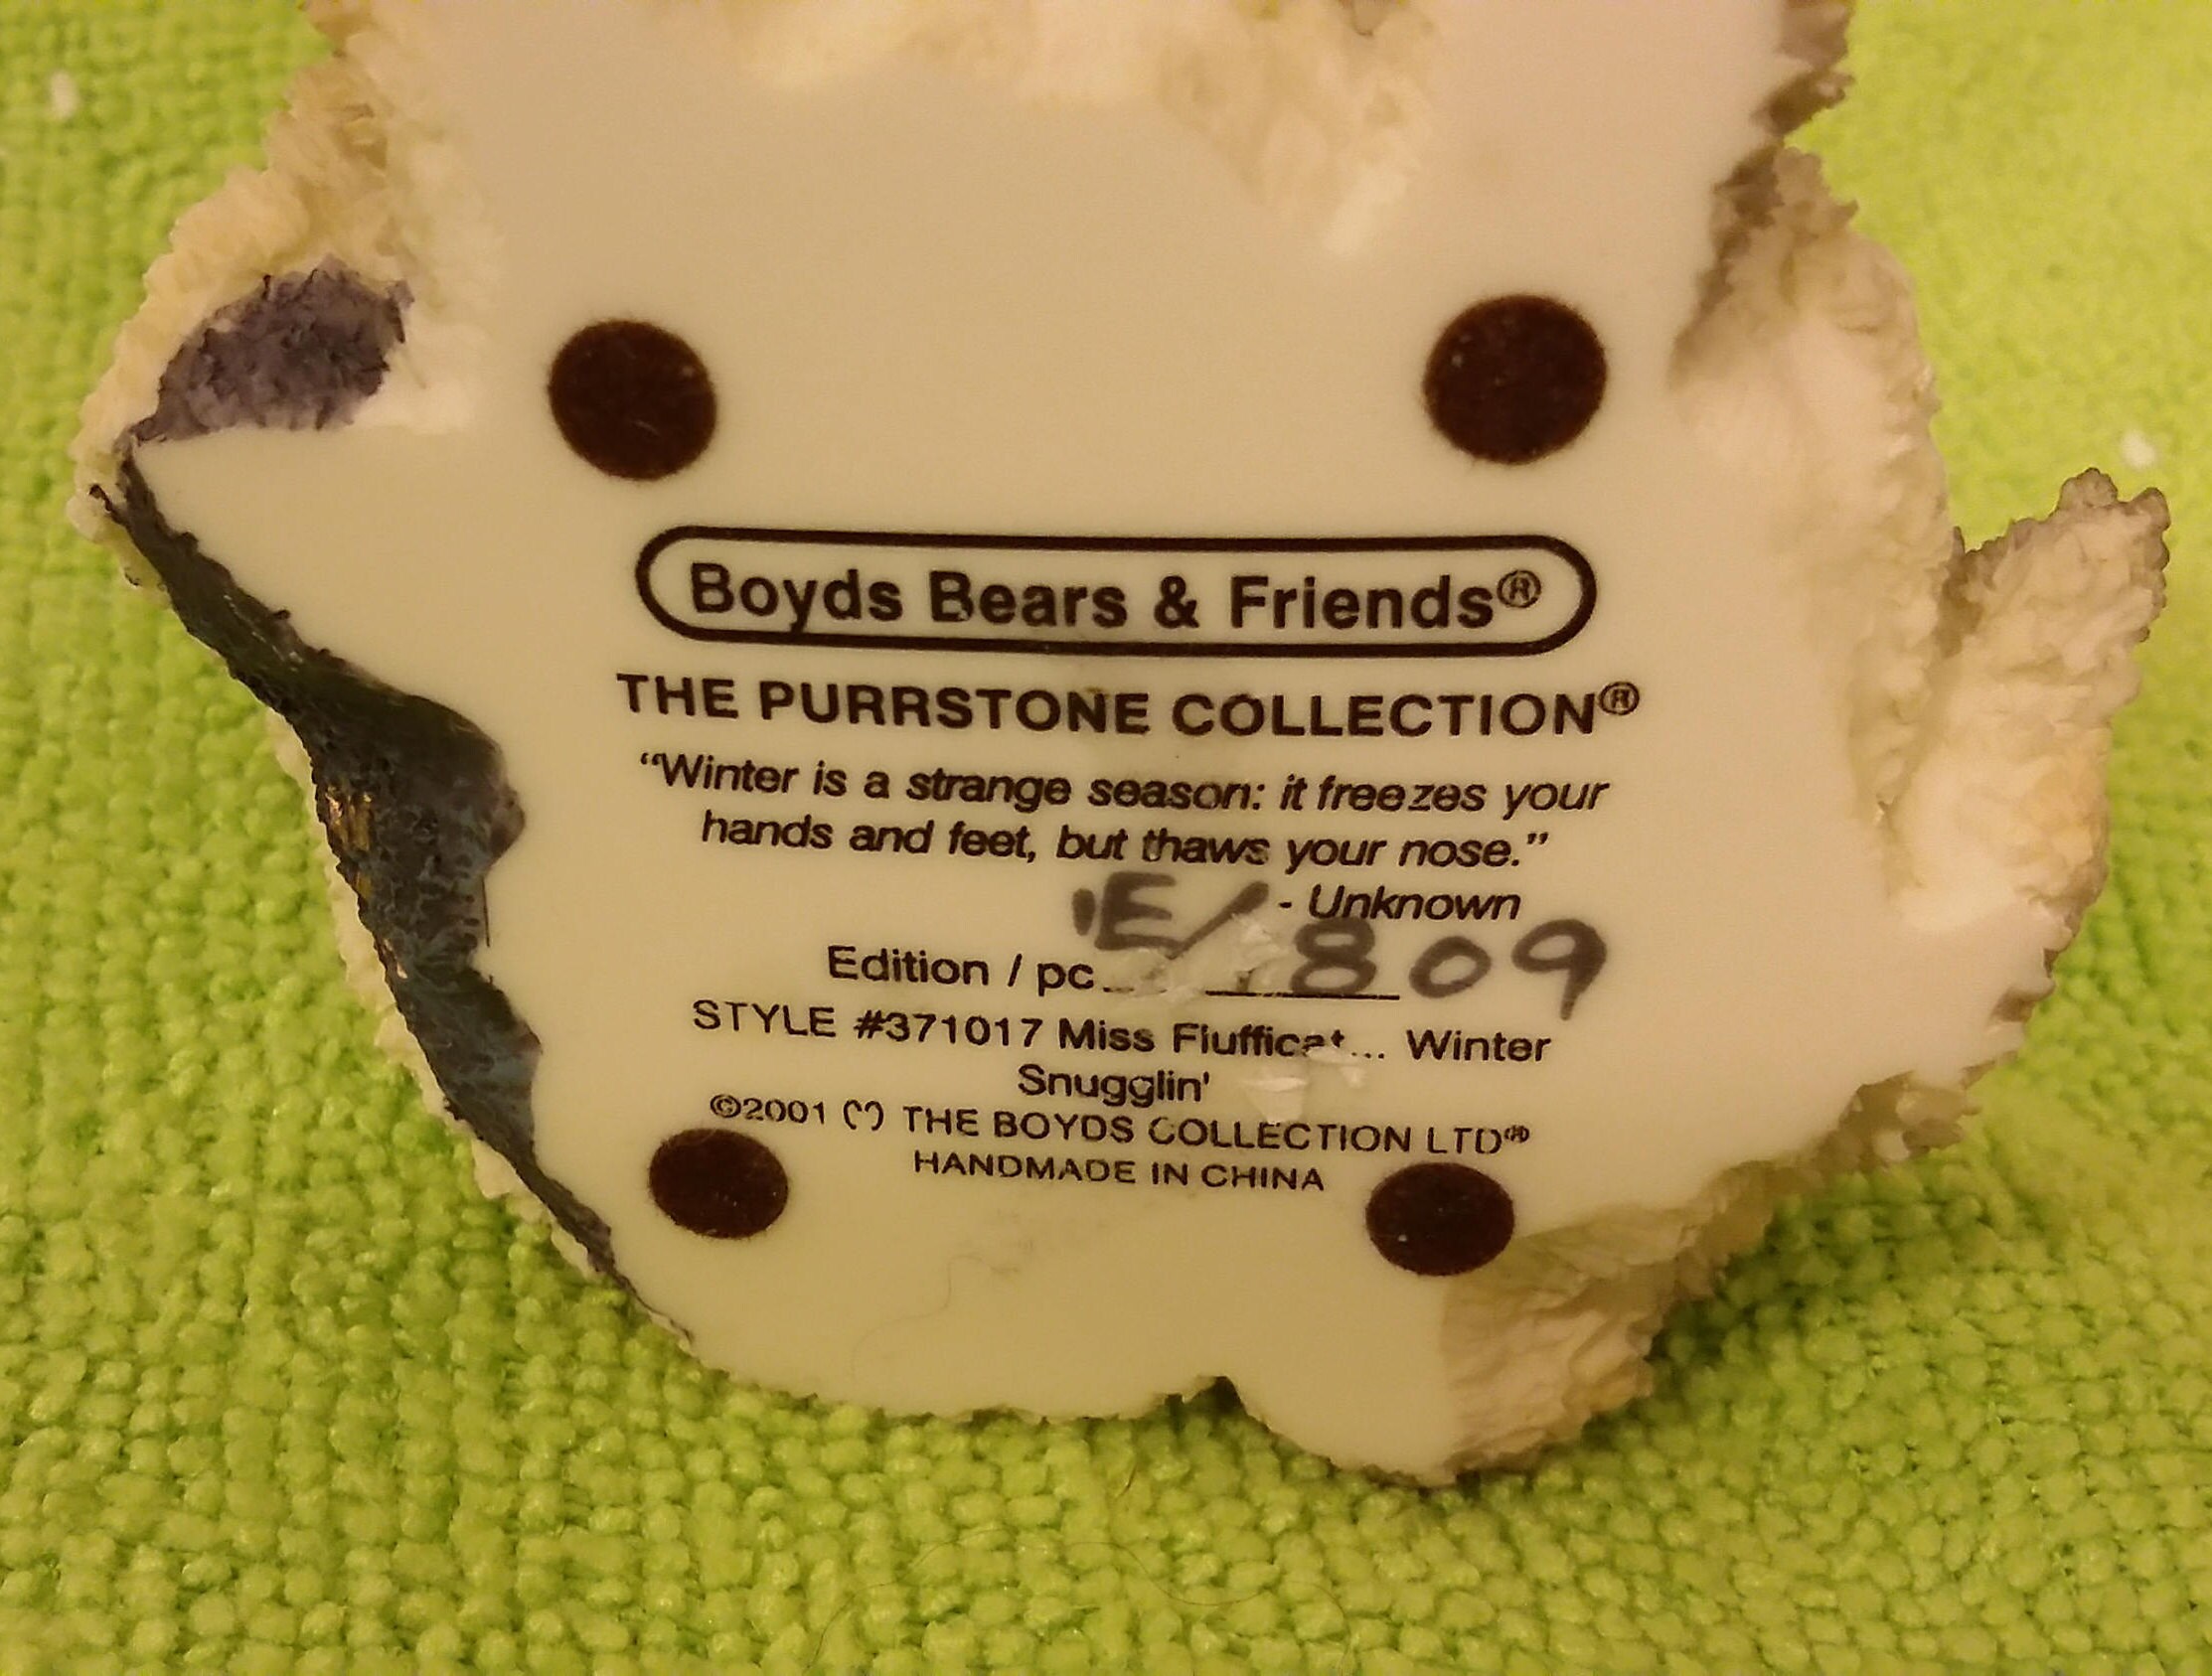 Boyds Bears & Friends®
THE PURRSTONE COLLECTION®
“Winter is a strange season: it freezes your
hands and feet, but thaws your nose.”
- Unknown
Edition / pc. E/ 809
STYLE #371017 Miss Flufficat... Winter
Snugglin'
©2001 THE BOYDS COLLECTION LTD®
HANDMADE IN CHINA